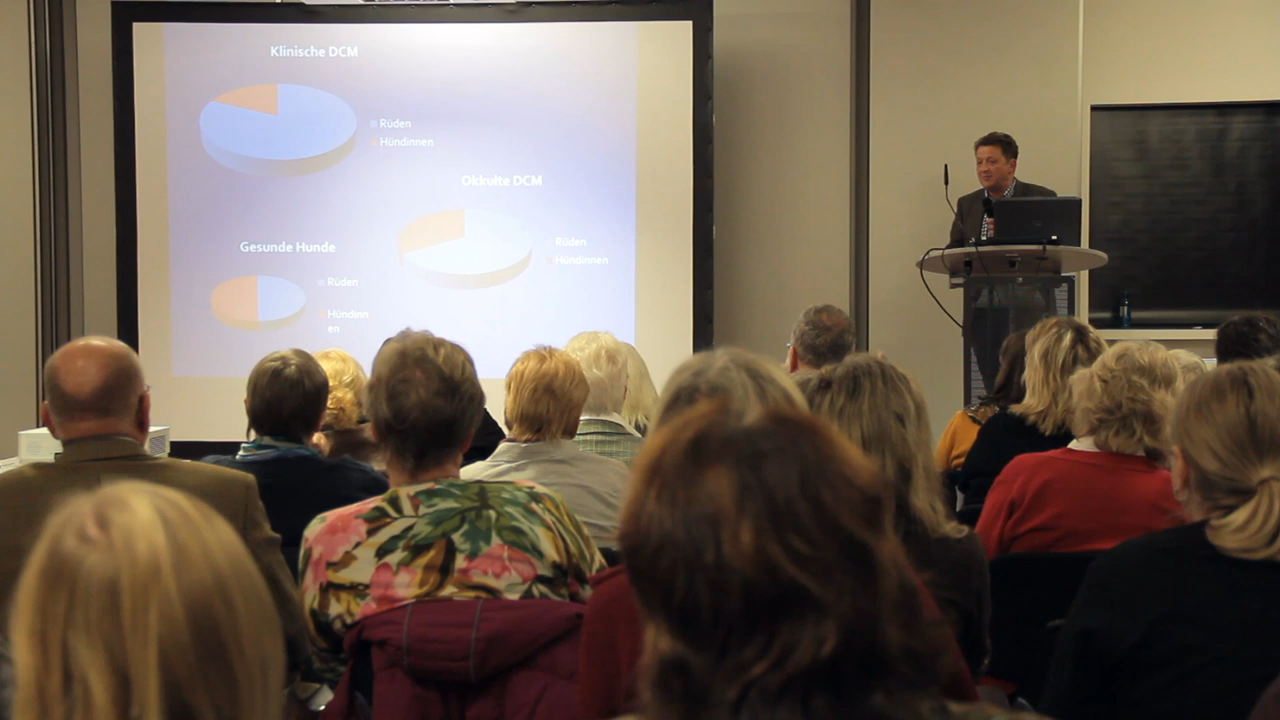 Klinische DCM
Rüden
Hündinnen
Okkulte DCM
Rüden
Hündinnen
Gesunde Hunde
Rüden
Hündinn
en